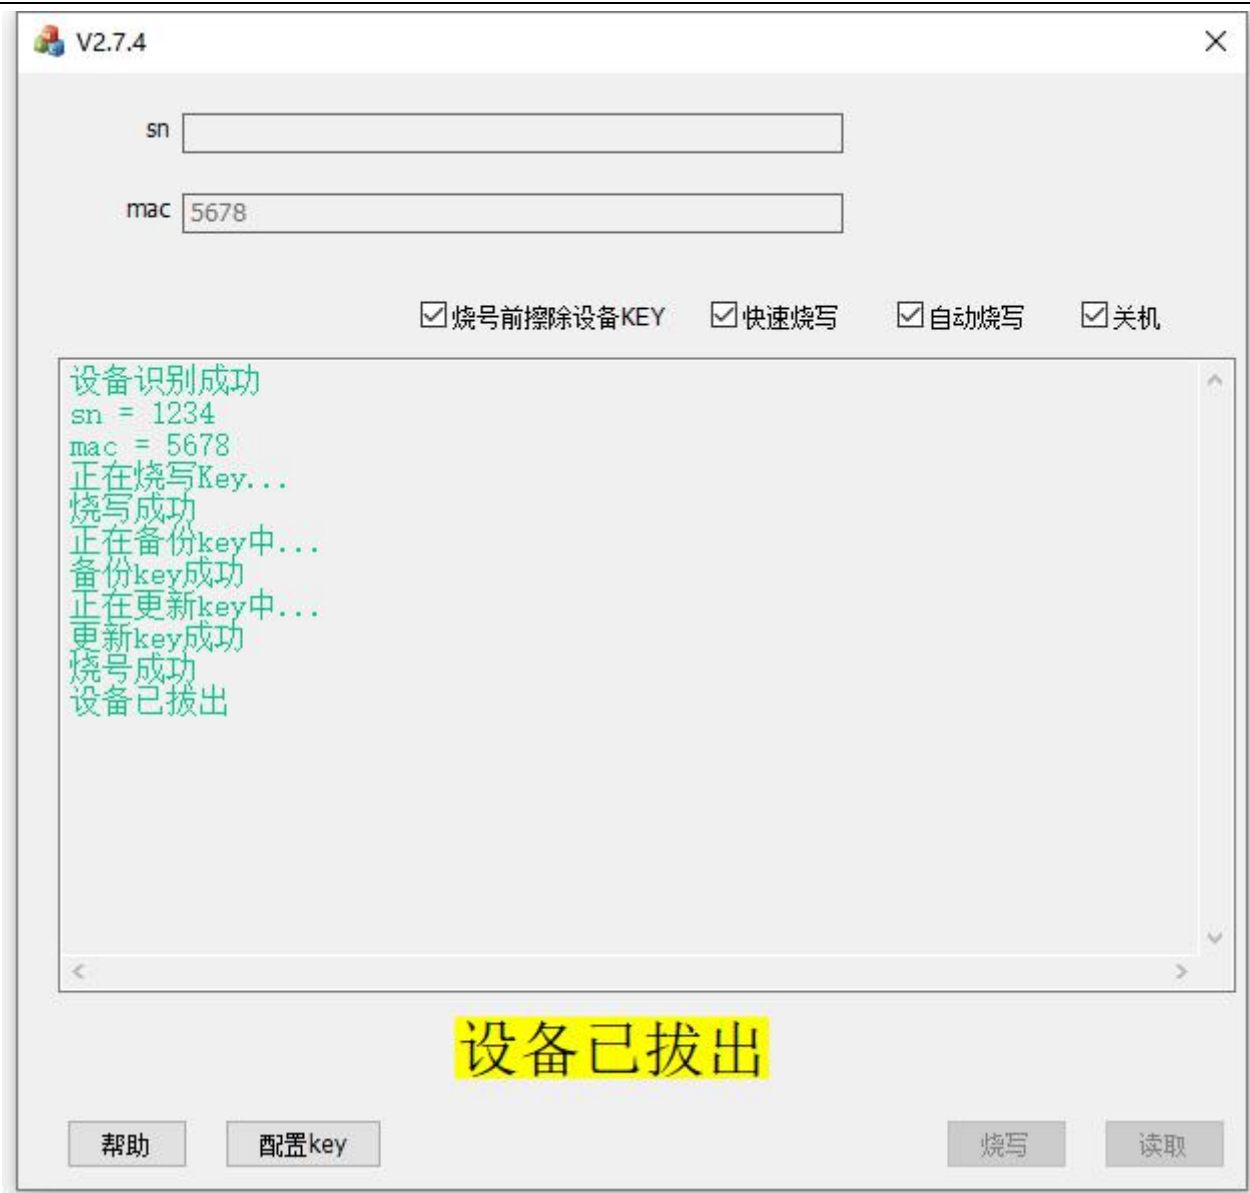 V2.7.4
sn
mac 5678
烧号前擦除设备KEY 快速烧写 自动烧写 关机
设备识别成功
sn = 1234
mac = 5678
正在烧写Key...
烧写成功
正在备份key中...
备份key成功
正在更新key中...
更新key成功
烧号成功
设备已拔出
设备已拔出
帮助 配置key 烧写 读取